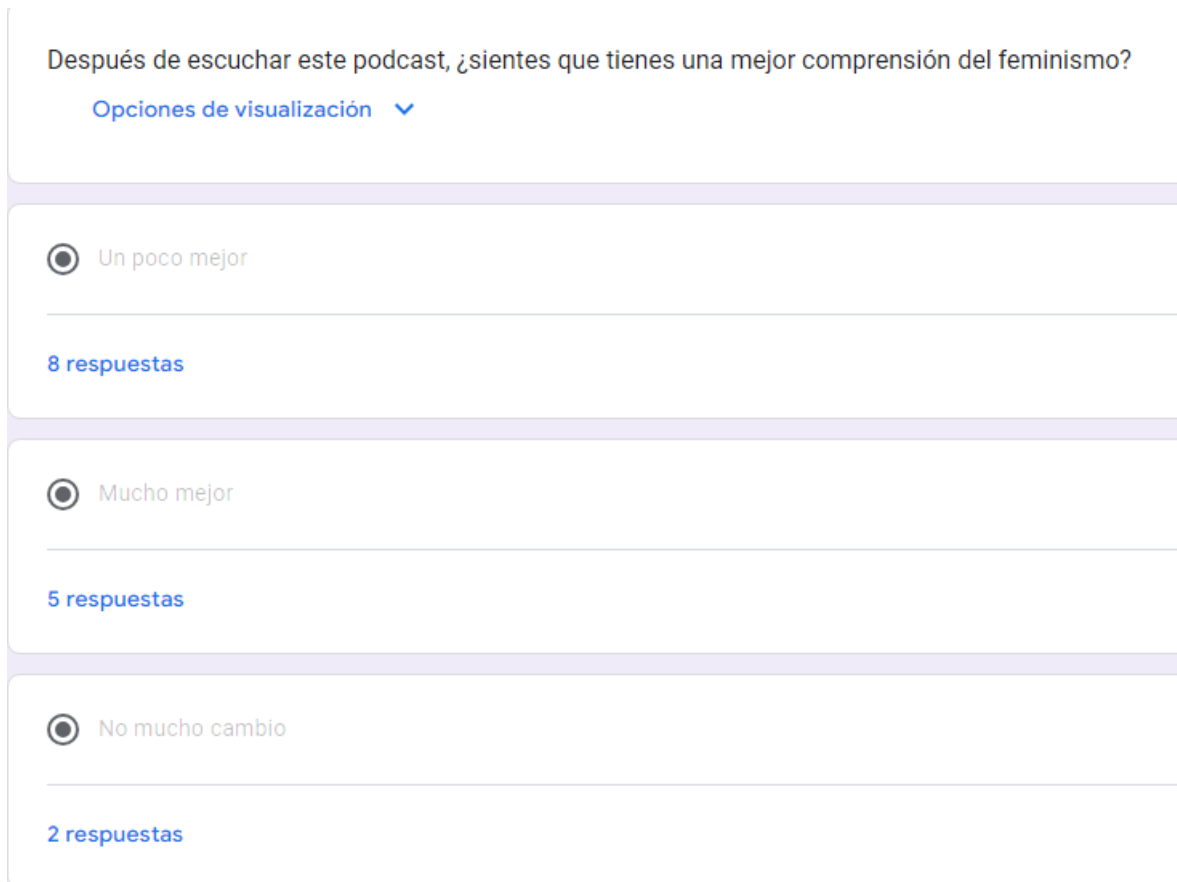 Después de escuchar este podcast, ¿sientes que tienes una mejor comprensión del feminismo?
Opciones de visualización
Un poco mejor
8 respuestas
Mucho mejor
5 respuestas
No mucho cambio
2 respuestas